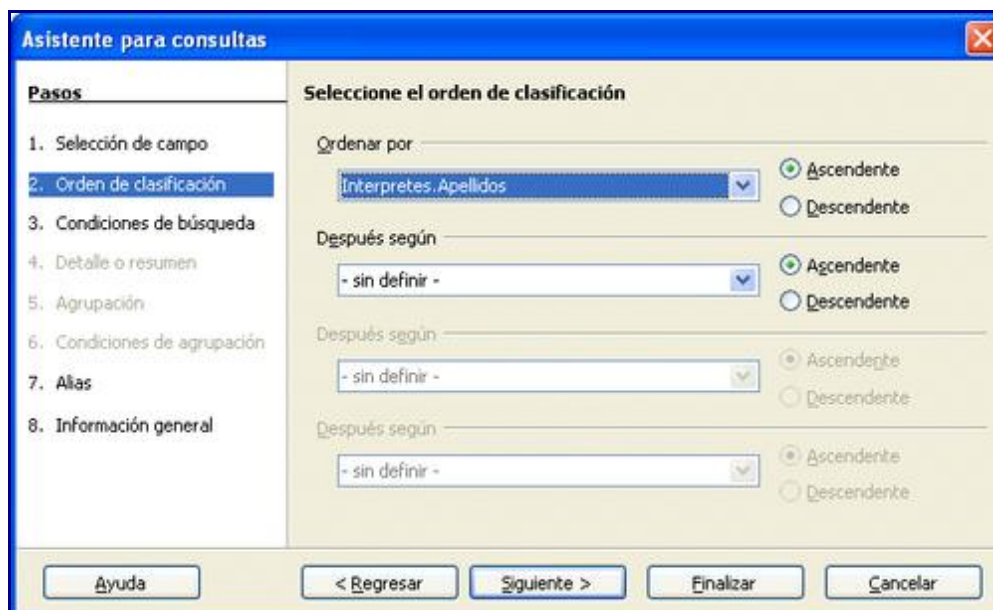 Asistente para consultas
Pasos
1. Selección de campo
2. Orden de clasificación
3. Condiciones de búsqueda
4. Detalle o resumen
5. Agrupación
6. Condiciones de agrupación
7. Alias
8. Información general
Seleccione el orden de clasificación
Ordenar por
Interpretes.Apellidos
Ascendente
Descendente
Después según
- sin definir -
Ascendente
Descendente
Después según
- sin definir -
Ascendente
Descendente
Después según
- sin definir -
Ascendente
Descendente
Ayuda
< Regresar
Siguiente >
Finalizar
Cancelar